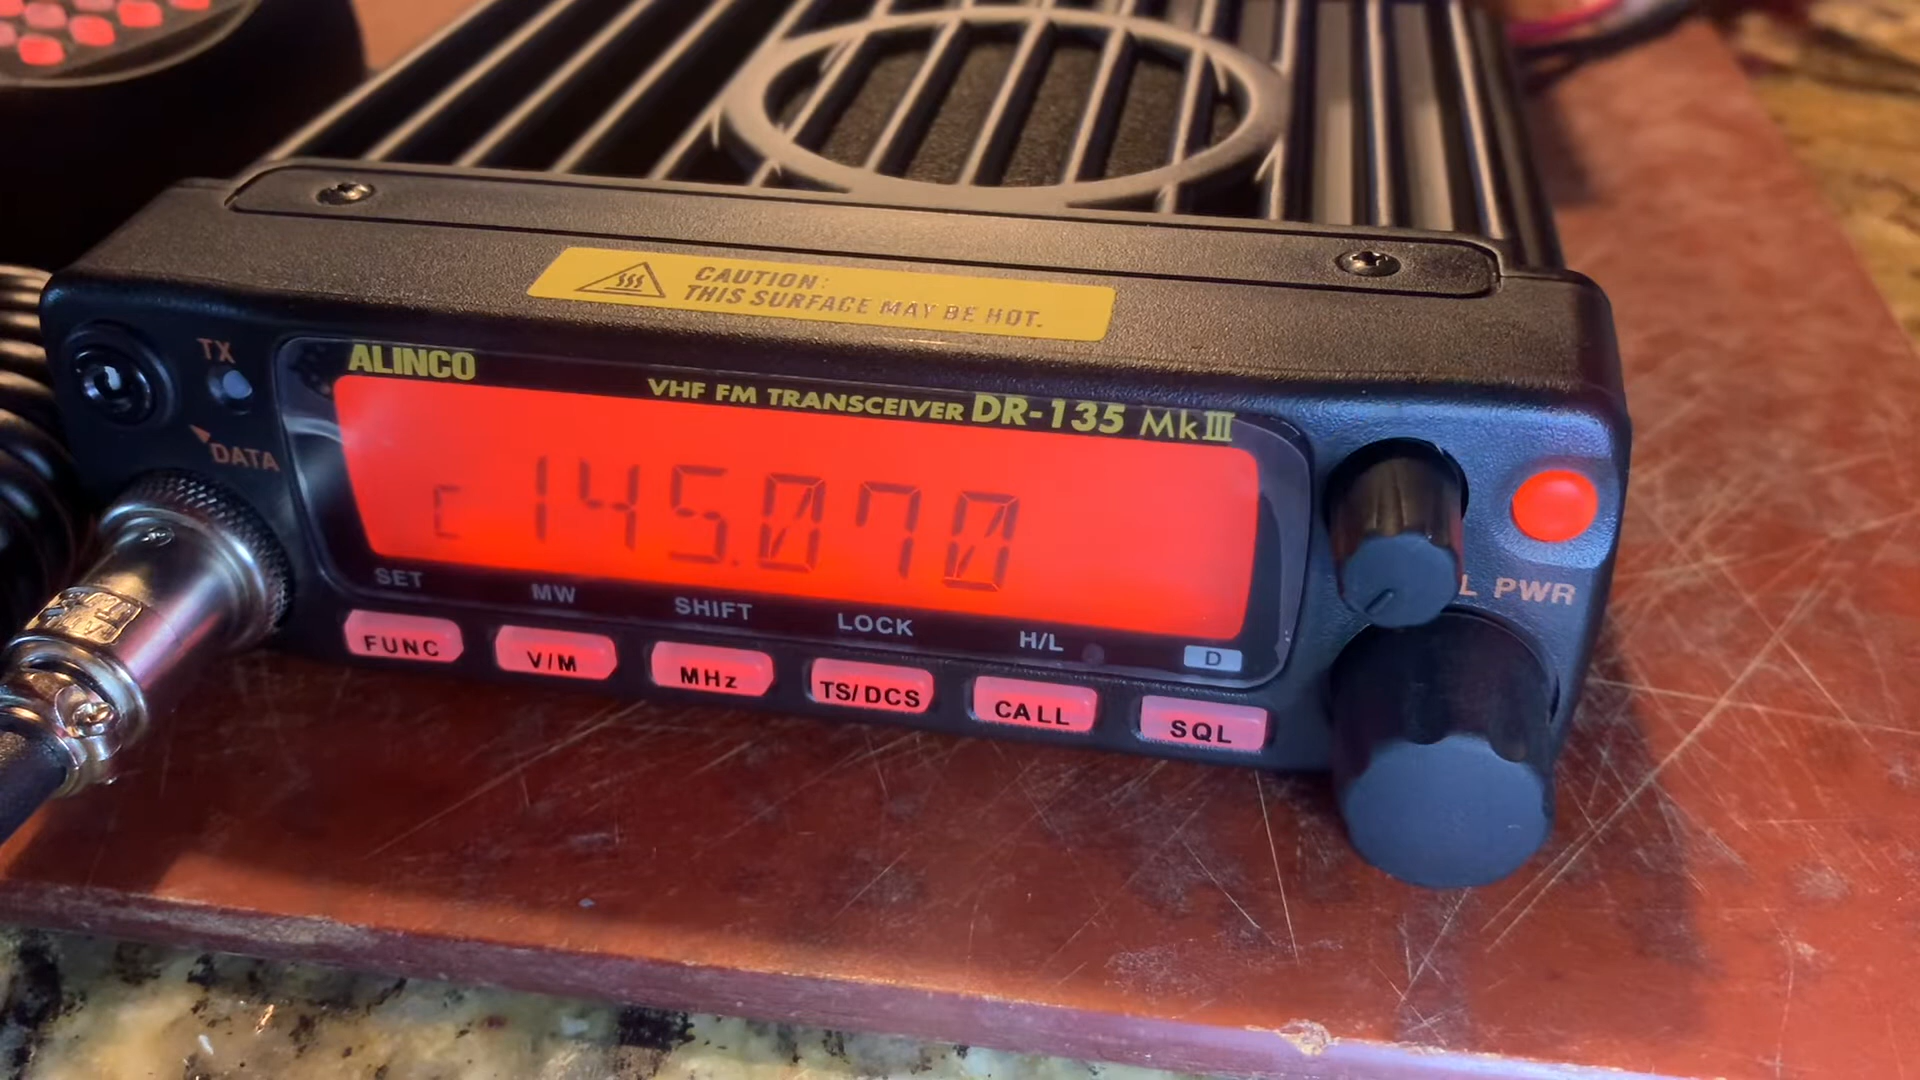 CAUTION:
THIS SURFACE MAY BE HOT.
TX
ALINCO
VHF FM TRANSCEIVER DR-135 MkIII
DATA
C 145.070
L PWR
SET MW SHIFT LOCK H/L D
FUNC V/M MHz TS/DCS CALL SQL